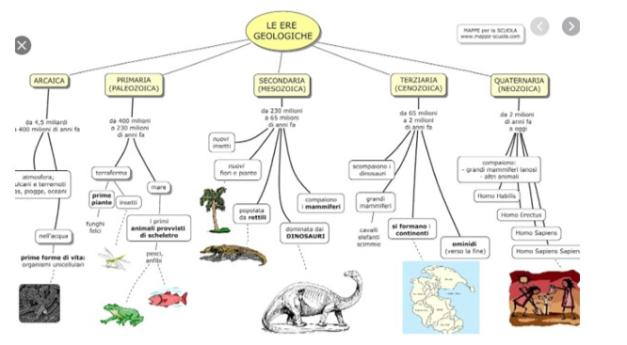 LE ERE
GEOLOGICHE
MAPPE per la SCUOLA
www.mappe-scuola.com
ARCAICA
PRIMARIA
(PALEOZOICA)
SECONDARIA
(MESOZOICA)
TERZIARIA
(CENOZOICA)
QUATERNARIA
(NEOZOICA)
da 4,5 miliardi
a 400 milioni di anni fa
da 400 milioni
a 230 milioni
di anni fa
da 230 milioni
a 65 milioni
di anni fa
da 65 milioni
a 2 milioni
di anni fa
da 2 milioni
di anni fa
a oggi
atmosfera,
ulcani e terremoti
piogge, oceani
nell'acqua
prime forme di vita:
organismi unicellulari
terraferma
prime
piante
insetti
funghi
felci
mare
i primi
animali provvisti
di scheletro
pesci,
anfibi
nuovi
insetti
nuovi
fiori e piante
popolata
da rettili
dominata dai
DINOSAURI
compaiono
i mammiferi
scompaiono i
dinosauri
grandi
mammiferi
cavalli
elefanti
scimmie
si formano i
continenti
ominidi
(verso la fine)
compaiono:
- grandi mammiferi lanosi
- altri animali
Homo Habilis
Homo Erectus
Homo Sapiens
Homo Sapiens Sapien